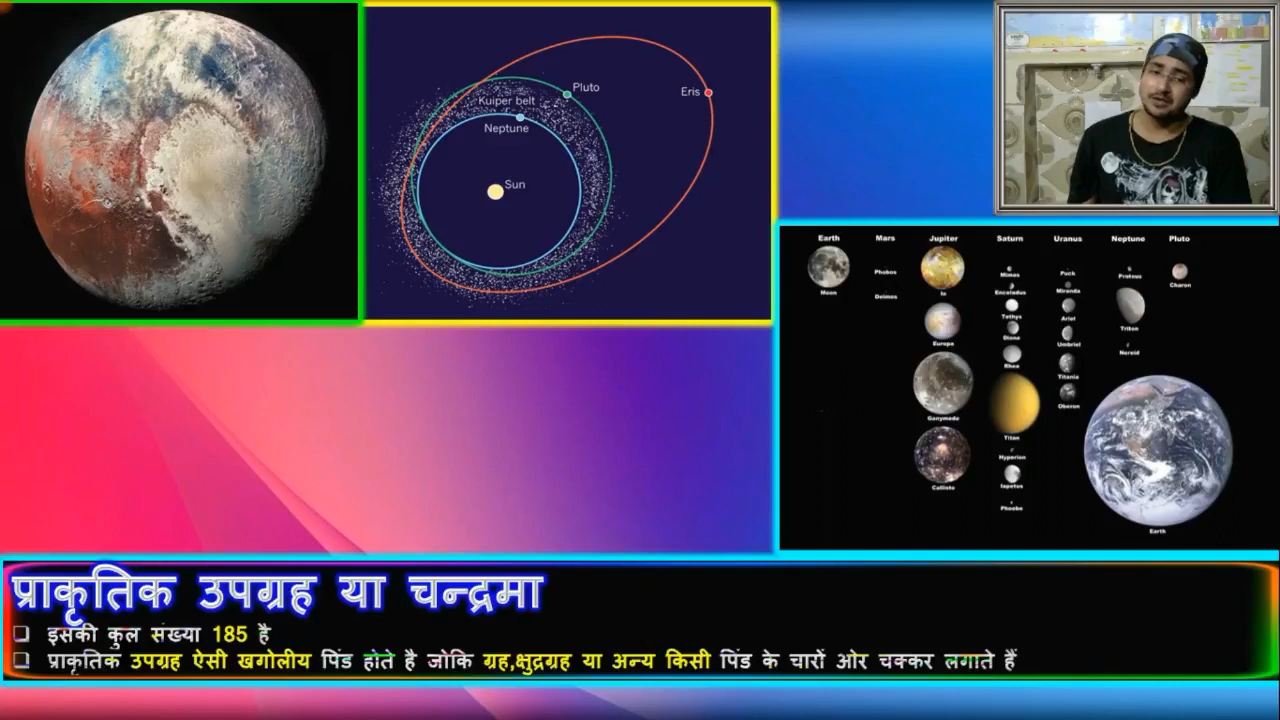 Pluto
Eris
Kuiper belt
Neptune
Sun
Earth Mars Jupiter Saturn Uranus Neptune Pluto
Moon
Phobos
Deimos
Io
Europa
Ganymede
Callisto
Mimas
Enceladus
Tethys
Dione
Rhea
Titan
Hyperion
Iapetus
Phoebe
Puck
Miranda
Ariel
Umbriel
Titania
Oberon
Proteus
Triton
Nereid
Charon
Earth
प्राकृतिक उपग्रह या चन्द्रमा
इसकी कुल संख्या 185 है
प्राकृतिक उपग्रह ऐसी खगोलीय पिंड होते है जोकि ग्रह,क्षुद्रग्रह या अन्य किसी पिंड के चारों ओर चक्कर लगाते हैं